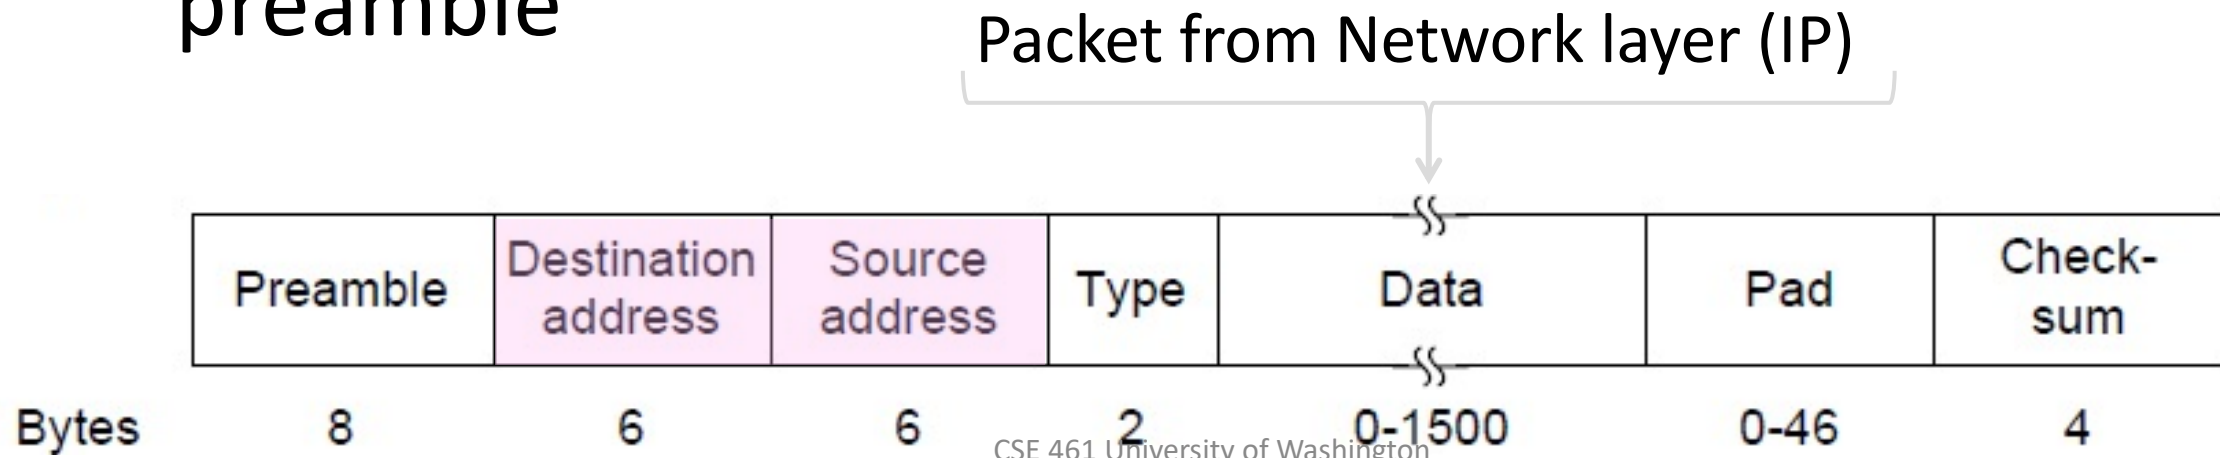 preamble
Packet from Network layer (IP)
Preamble Destination address Source address Type Data Pad Check-sum
Bytes 8 6 6 2 0-1500 0-46 4
CSE 461 University of Washington